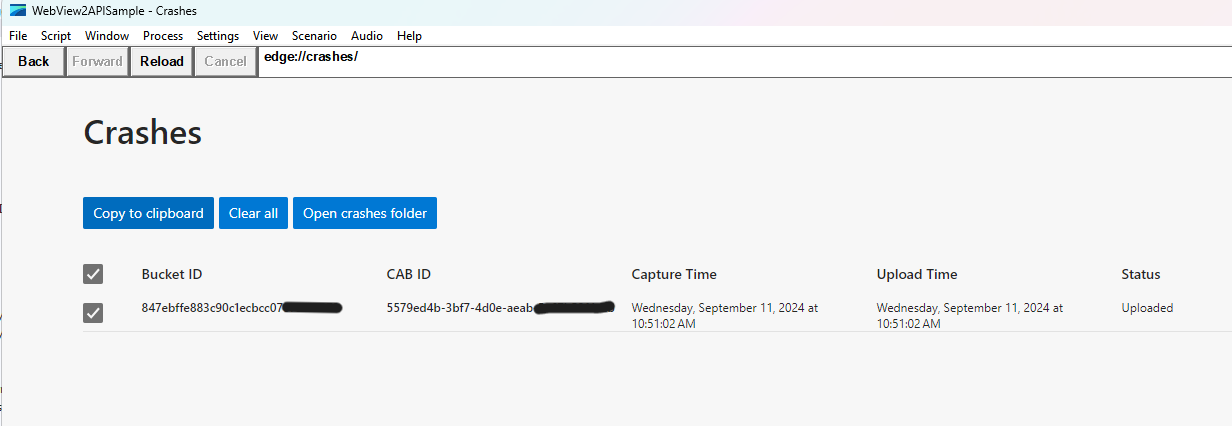 WebView2APISample - Crashes
File Script Window Process Settings View Scenario Audio Help
Back Forward Reload Cancel edge://crashes/
Crashes
Copy to clipboard Clear all Open crashes folder
Bucket ID CAB ID Capture Time Upload Time Status
847ebffe883c90c1ecbcc07 5579ed4b-3bf7-4d0e-aeab Wednesday, September 11, 2024 at Wednesday, September 11, 2024 at Uploaded
10:51:02 AM 10:51:02 AM